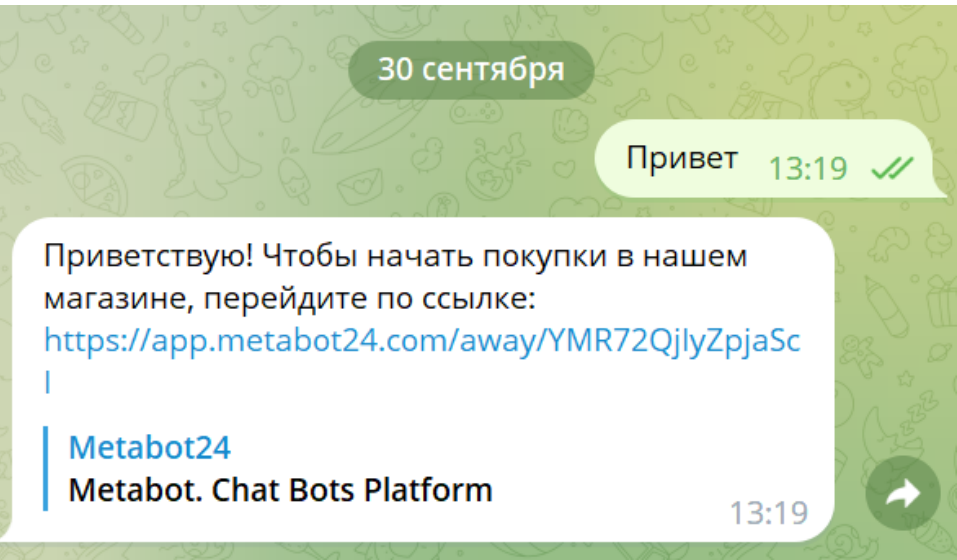 30 сентября
Привет 13:19
Приветствую! Чтобы начать покупки в нашем
магазине, перейдите по ссылке:
https://app.metabot24.com/away/YMR72QjlyZpjaSc
l
Metabot24
Metabot. Chat Bots Platform
13:19